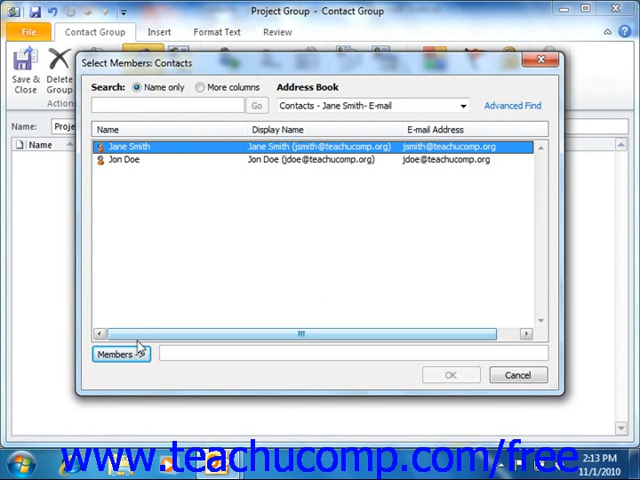 Project Group - Contact Group
File
Contact Group
Insert
Format Text
Review
Save &
Close
Delete
Group
Name:
Name
Select Members: Contacts
Search:
Name only
More columns
Address Book
Go
Contacts - Jane Smith- E-mail
Advanced Find
Name
Display Name
E-mail Address
Jane Smith
Jane Smith (jsmith@teachucomp.org)
jsmith@teachucomp.org
Jon Doe
Jon Doe (jdoe@teachucomp.org)
jdoe@teachucomp.org
Members
OK
Cancel
www.teachucomp.com/free
2:13 PM
11/1/2010